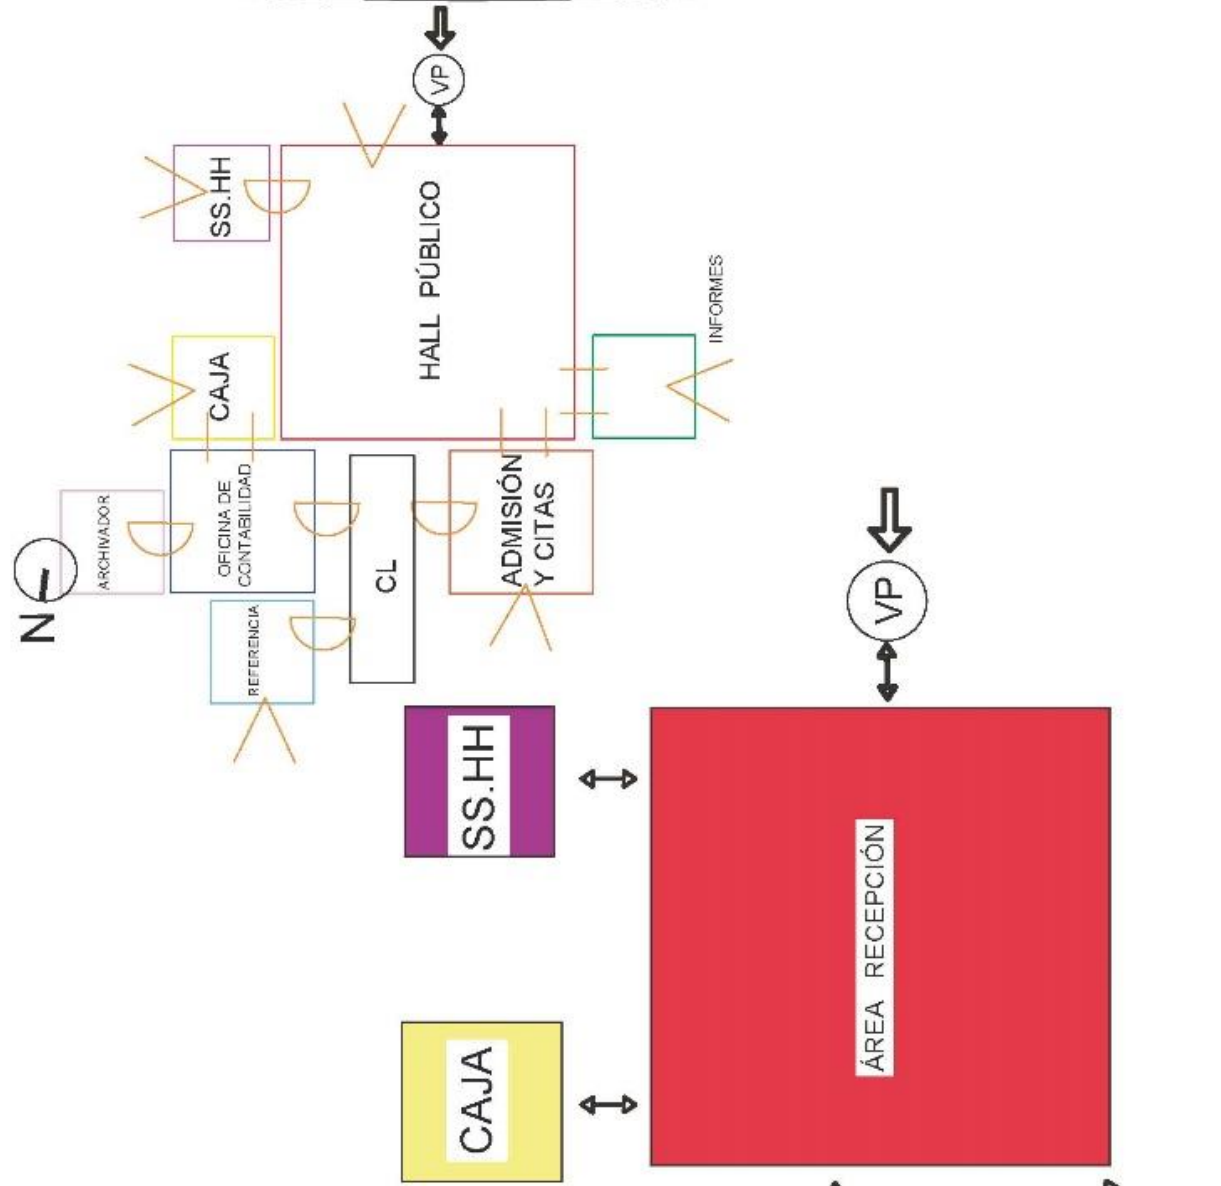 VP
SS.HH
HALL PÚBLICO
INFORMES
CAJA
ARCHIVADOR
OFICINA DE
CONTABILIDAD
CL
ADMISIÓN
Y CITAS
N
REFERENCIA
VP
SS.HH
ÁREA RECEPCIÓN
CAJA